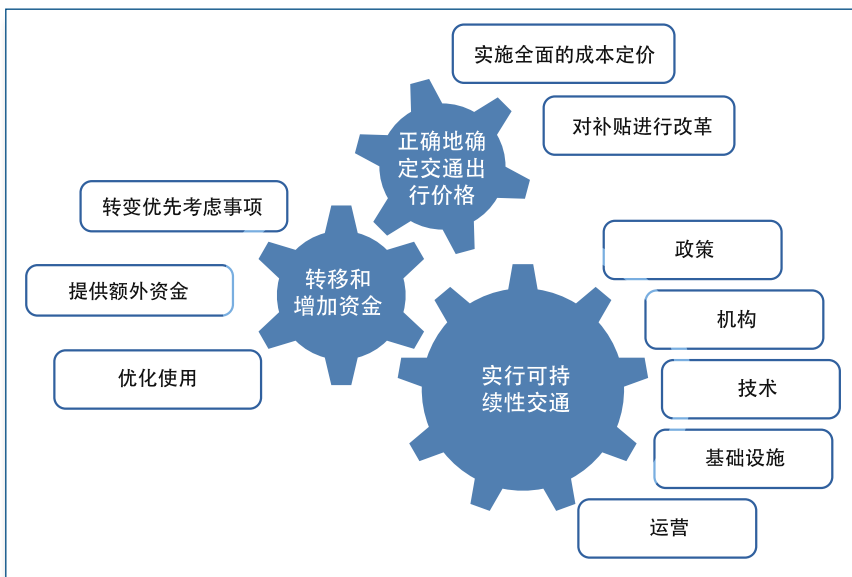 实施全面的成本定价
对补贴进行改革
正确地确
定交通出
行价格
转变优先考虑事项
提供额外资金
优化使用
转移和
增加资金
政策
机构
技术
基础设施
运营
实行可持
续性交通